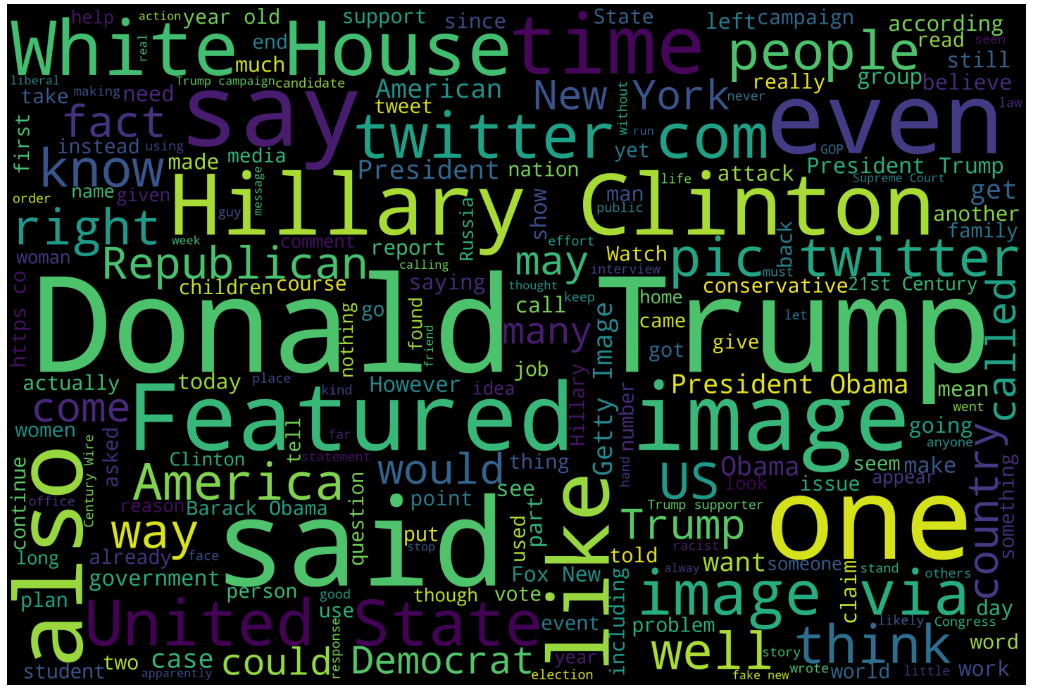 action
help
year old
support
since
State
left
campaign
according
White House
real
end
time
people
read
seen
still
much
liberal
Trump campaign
candidate
American
really
group
believe
making
take
need
tweet
say
New York
never
even
law
fact
using
without
twitter com
run
GOP
first
instead
know
made
media
yet
President
nation
President Trump
Supreme Court
order
name
given
message
guy
Hillary Clinton
life
attack
man
public
show
get
another
family
right
week
woman
comment
report
Russia
effort
Watch
back
pic twitter
Republican
calling
may
interview
must
children
course
saying
thought
keep
call
conservative
21st Century
https co
Donald Trump
go
found
friend
nothing
many
home
came
let
got
give
called
actually
today
place
kind
However
idea
job
Getty Image
President Obama
mean
went
come
Featured image
Hillary
number
going
anyone
women
asked
Century Wire
Clinton
tell
far
statement
would
thing
hand
US
Obama
look
seem
make
issue
appear
country
something
also
continue
office
America
reason
Barack Obama
question
point
see
part
used
like
Trump supporter
Trump
one
long
already
face
way
said
put
stop
Fox New
told
racist
alway
want
someone
stand
others
plan
government
person
good
though
vote
including
image via
claim
likely
Congress
day
United State
use
responsed
event
problem
word
student
two
apparently
case
could
Democrat
election
year
well
fake new
story
wrote
think
world
little
work